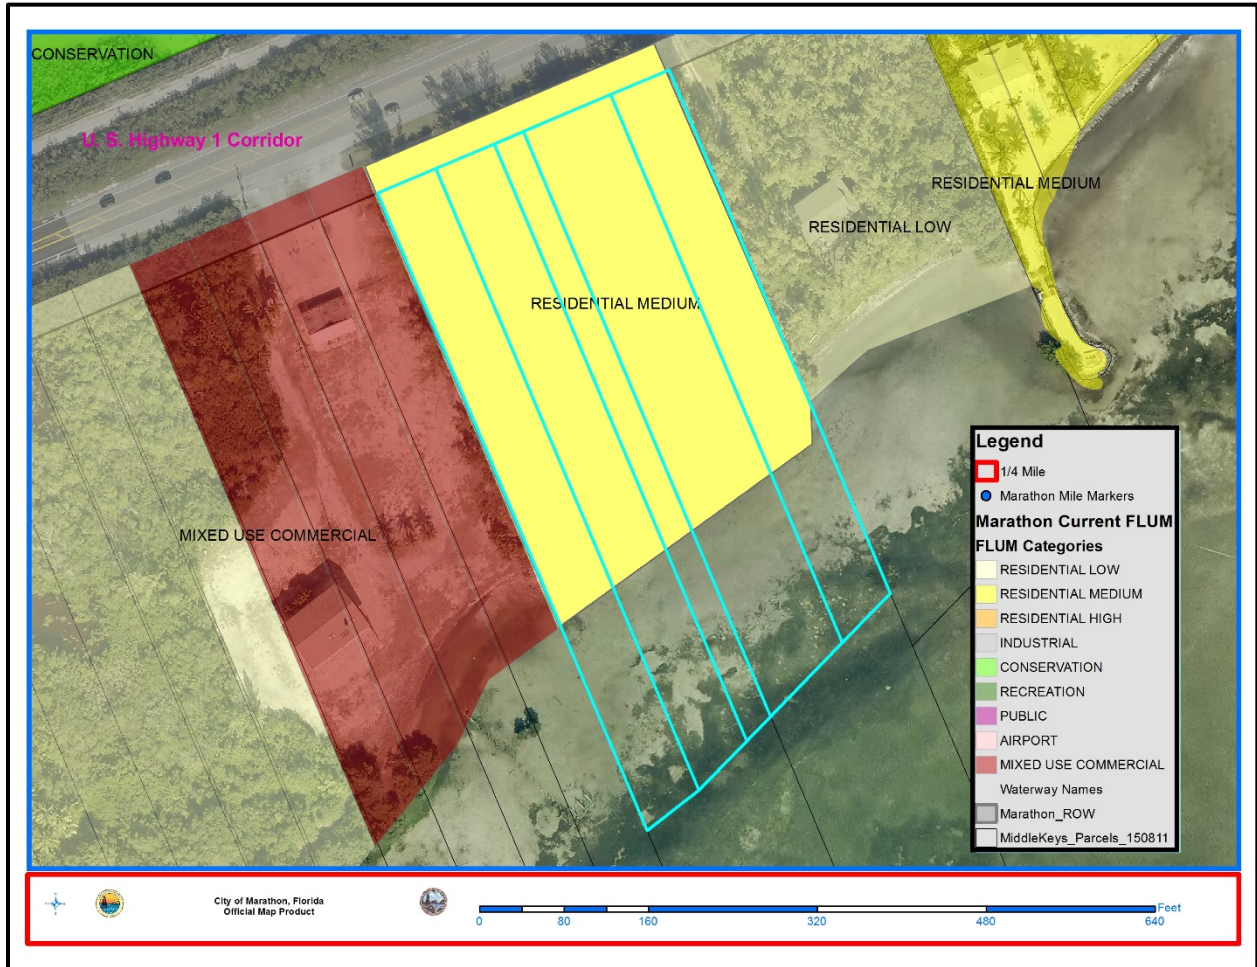 CONSERVATION
U. S. Highway 1 Corridor
RESIDENTIAL MEDIUM
RESIDENTIAL LOW
RESIDENTIAL MEDIUM
MIXED USE COMMERCIAL
Legend
1/4 Mile
Marathon Mile Markers
Marathon Current FLUM
FLUM Categories
RESIDENTIAL LOW
RESIDENTIAL MEDIUM
RESIDENTIAL HIGH
INDUSTRIAL
CONSERVATION
RECREATION
PUBLIC
AIRPORT
MIXED USE COMMERCIAL
Waterway Names
Marathon_ROW
MiddleKeys_Parcels_150811
City of Marathon, Florida
Official Map Product
Feet
0 80 160 320 480 640